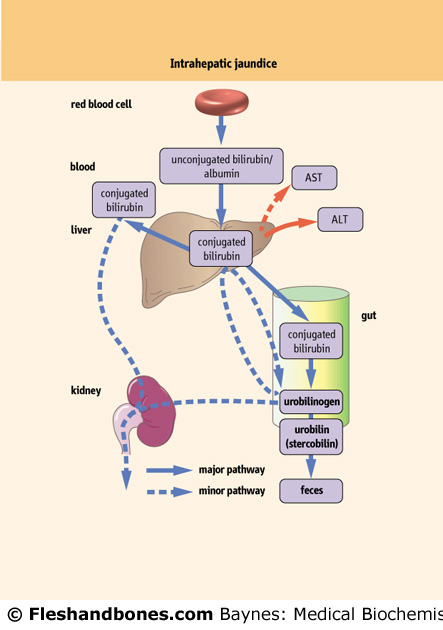 Intrahepatic jaundice
red blood cell
blood
unconjugated bilirubin/
albumin
AST
conjugated
bilirubin
ALT
liver
conjugated
bilirubin
gut
conjugated
bilirubin
kidney
urobilinogen
urobilin
(stercobilin)
major pathway
minor pathway
feces
© Fleshandbones.com Baynes: Medical Biochemis